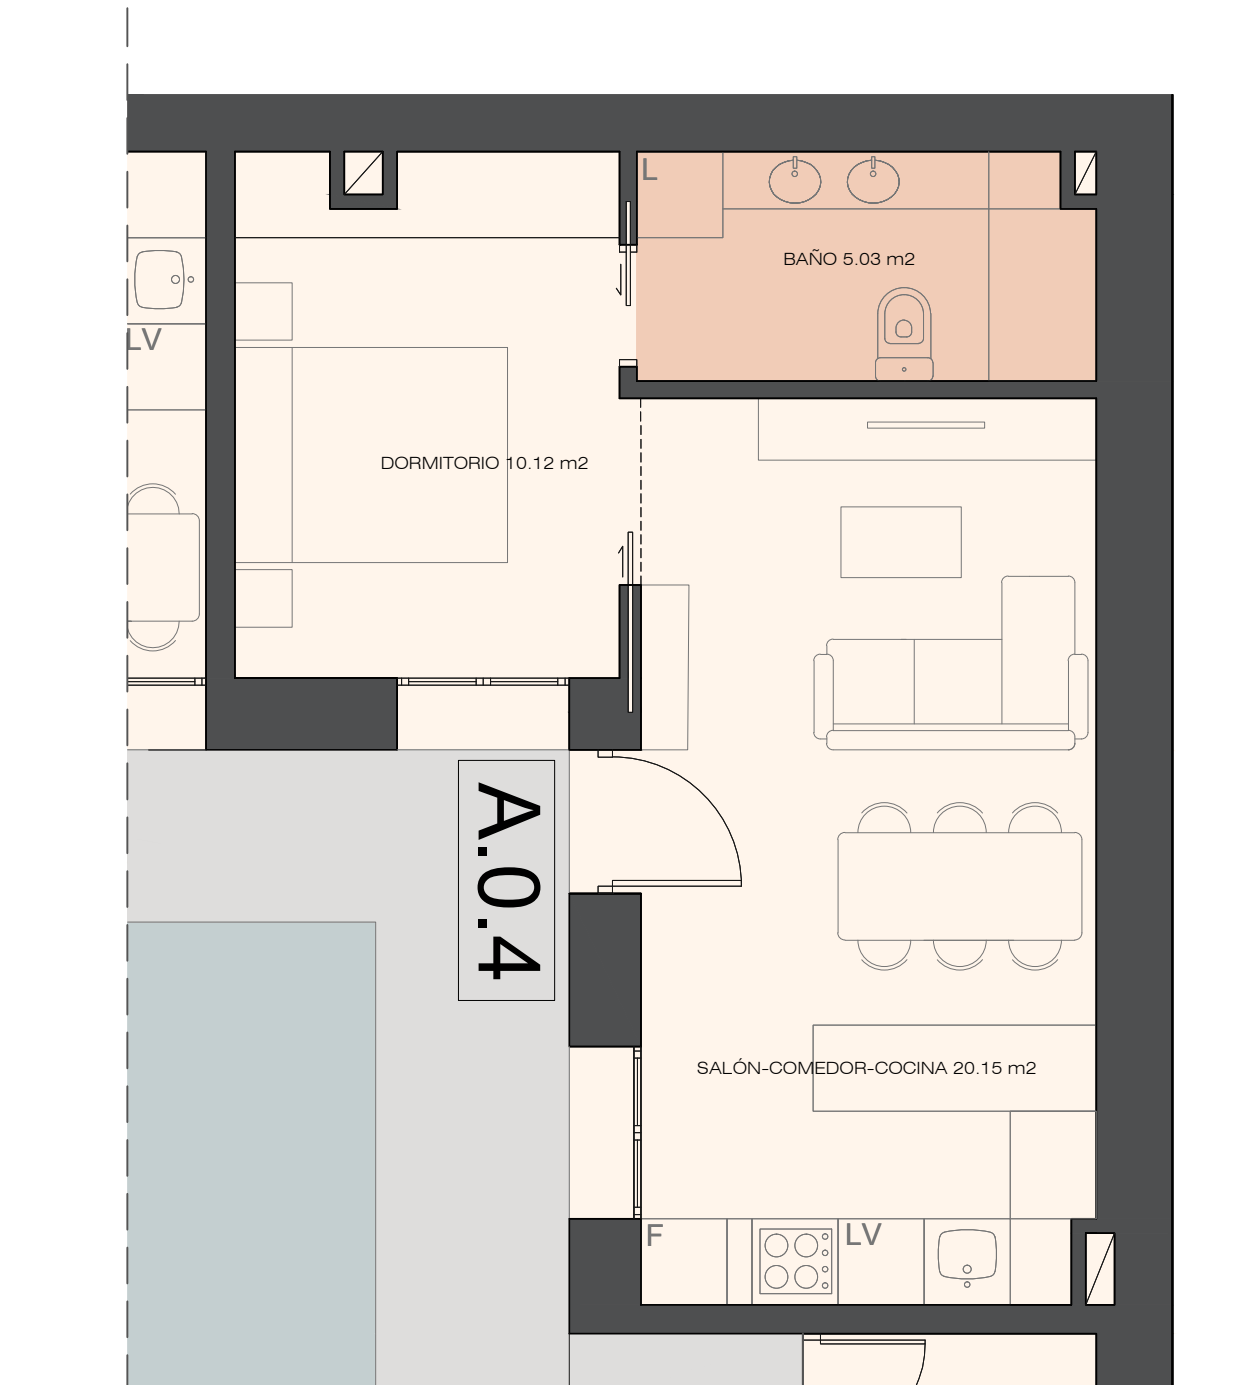 L
BAÑO 5.03 m2
LV
DORMITORIO 10.12 m2
A.0.4
SALÓN-COMEDOR-COCINA 20.15 m2
F
LV